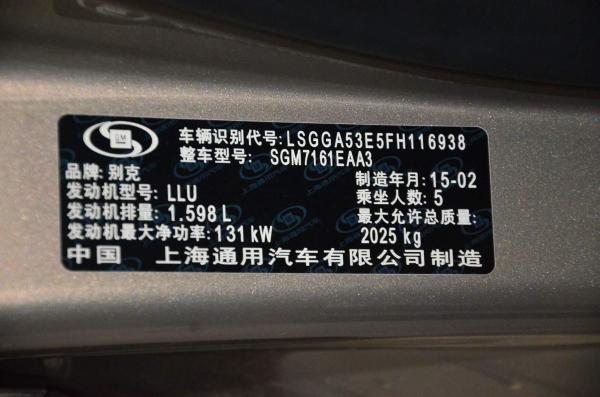 GM
车辆识别代号:LSGGA53E5FH116938
整车型号: SGM7161EAA3
品牌: 别克 制造年月:15-02
发动机型号: LLU 乘坐人数: 5
发动机排量: 1.598 L 最大允许总质量:
发动机最大净功率: 131 kW 2025 kg
中国 上海通用汽车有限公司制造